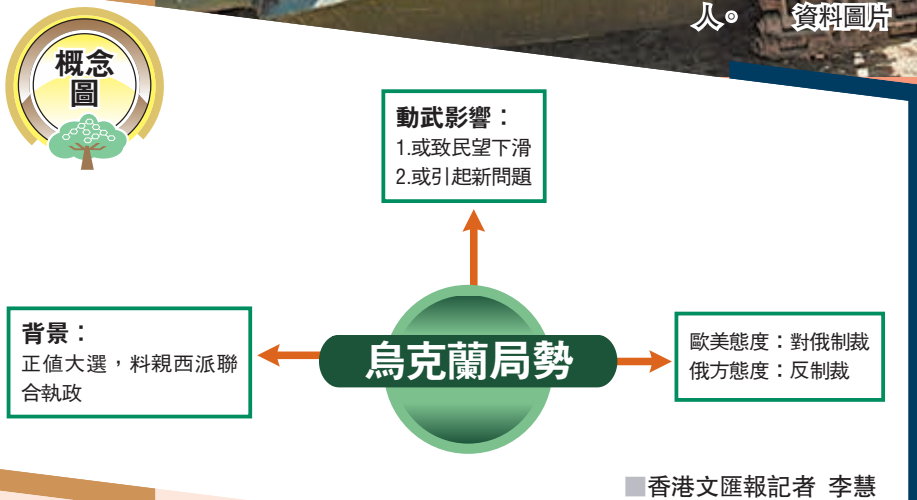 人。 資料圖片
概念
圖
動武影響：
1.或致民望下滑
2.或引起新問題
背景：
正值大選，料親西派聯
合執政
烏克蘭局勢
歐美態度：對俄制裁
俄方態度：反制裁
■香港文匯報記者 李慧